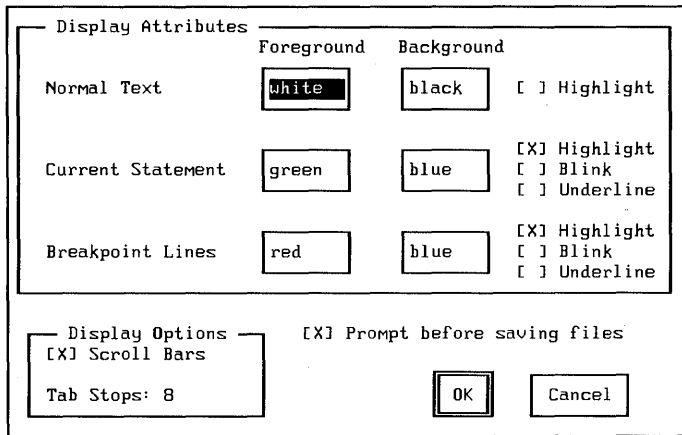 Display Attributes
Foreground Background
Normal Text white black [ ] Highlight
[X] Highlight
Current Statement green blue [ ] Blink
[ ] Underline
[X] Highlight
Breakpoint Lines red blue [ ] Blink
[ ] Underline
Display Options [X] Prompt before saving files
[X] Scroll Bars
Tab Stops: 8 OK Cancel